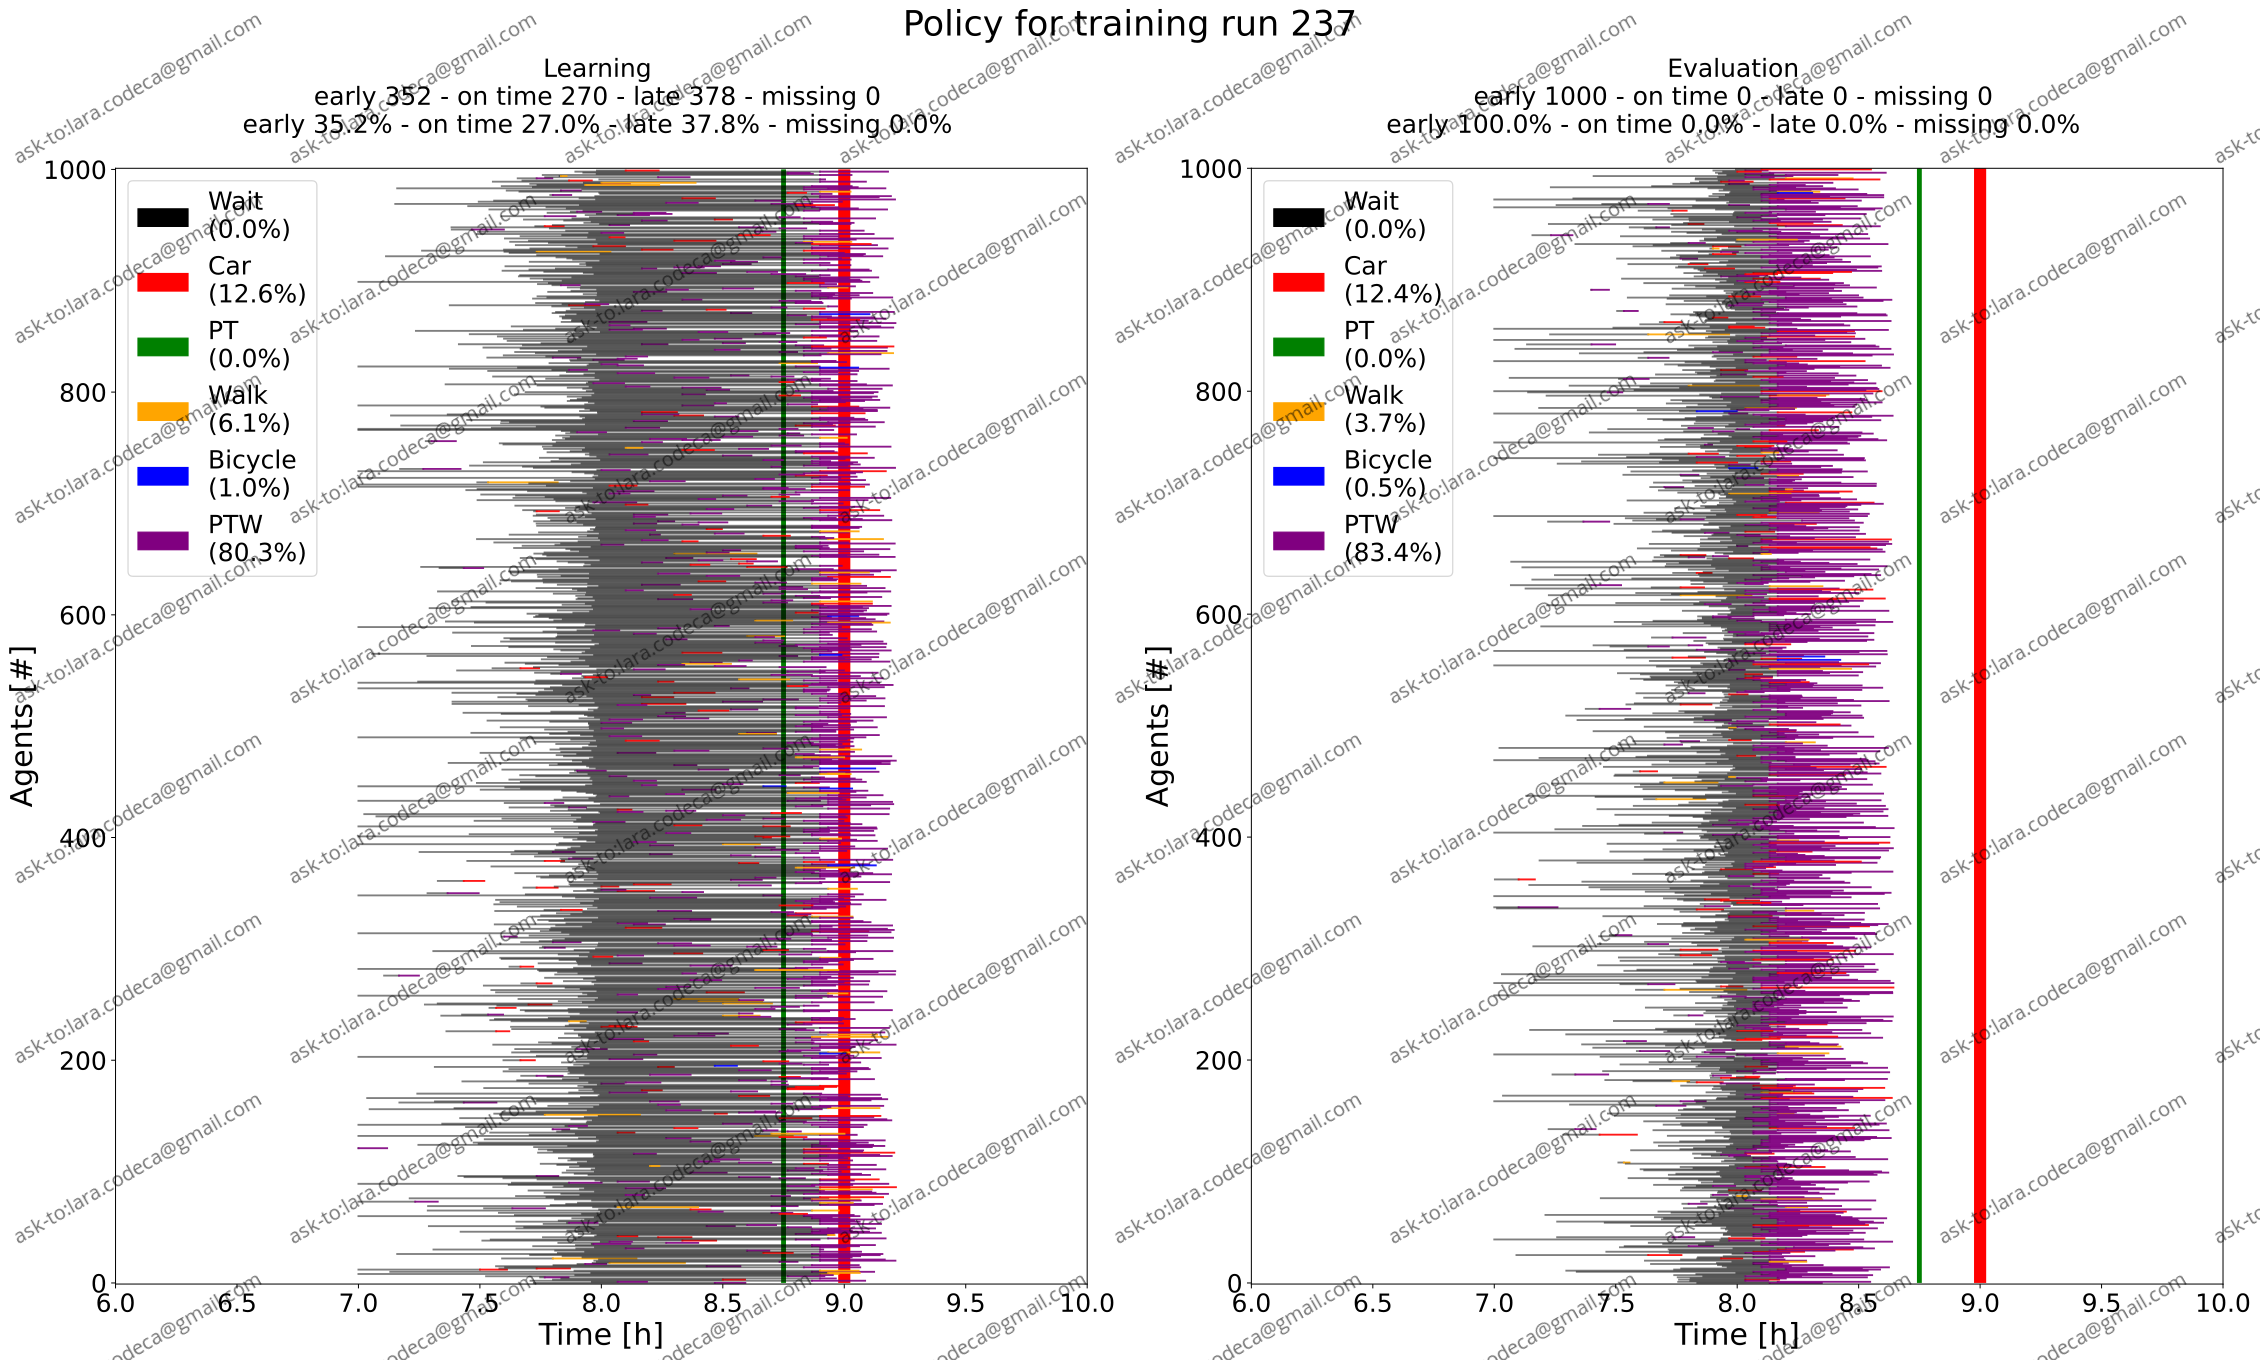 Policy for training run 237
Learning
early 352 - on time 270 - late 378 - missing 0
early 35.2% - on time 27.0% - late 37.8% - missing 0.0%
Evaluation
early 1000 - on time 0 - late 0 - missing 0
early 100.0% - on time 0.0% - late 0.0% - missing 0.0%
Agents [#]
1000
800
600
400
200
0
Wait
(0.0%)
Car
(12.6%)
PT
(0.0%)
Walk
(6.1%)
Bicycle
(1.0%)
PTW
(80.3%)
6.0 6.5 7.0 7.5 8.0 8.5 9.0 9.5 10.0
Time [h]
Agents [#]
1000
800
600
400
200
0
Wait
(0.0%)
Car
(12.4%)
PT
(0.0%)
Walk
(3.7%)
Bicycle
(0.5%)
PTW
(83.4%)
6.0 6.5 7.0 7.5 8.0 8.5 9.0 9.5 10.0
Time [h]
ask-to:lara.codeca@gmail.com